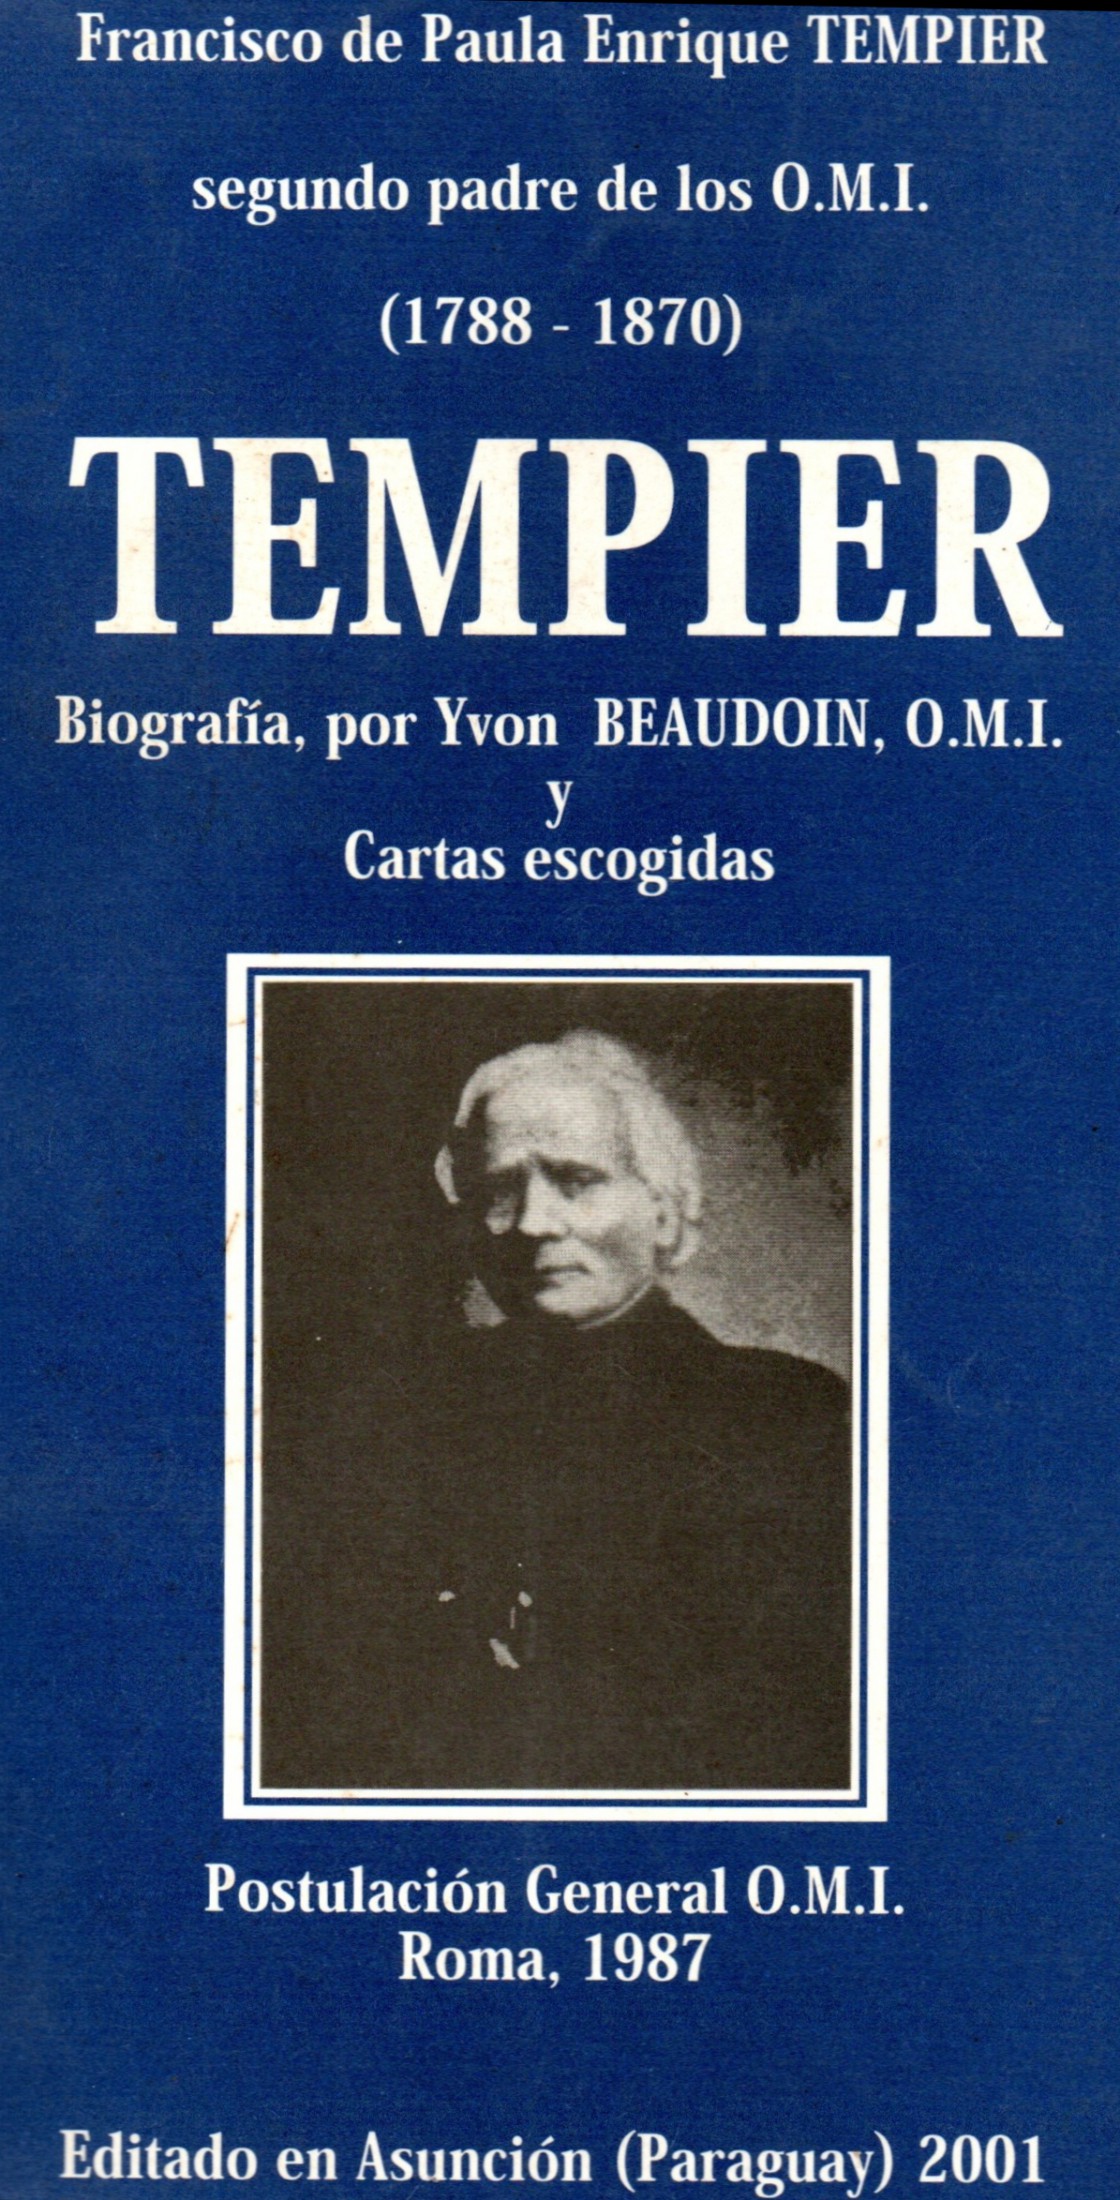 Francisco de Paula Enrique TEMPIER
segundo padre de los O.M.I.
(1788 - 1870)
TEMPIER
Biografía, por Yvon BEAUDOIN, O.M.I.
y
Cartas escogidas
Postulación General O.M.I.
Roma, 1987
Editado en Asunción (Paraguay) 2001